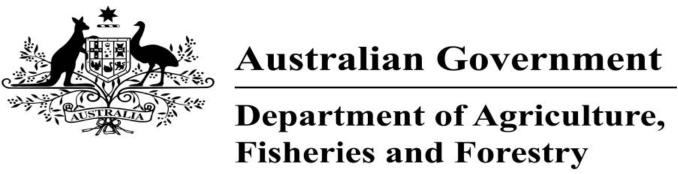 Australian Government
Department of Agriculture,
Fisheries and Forestry
AUSTRALIA